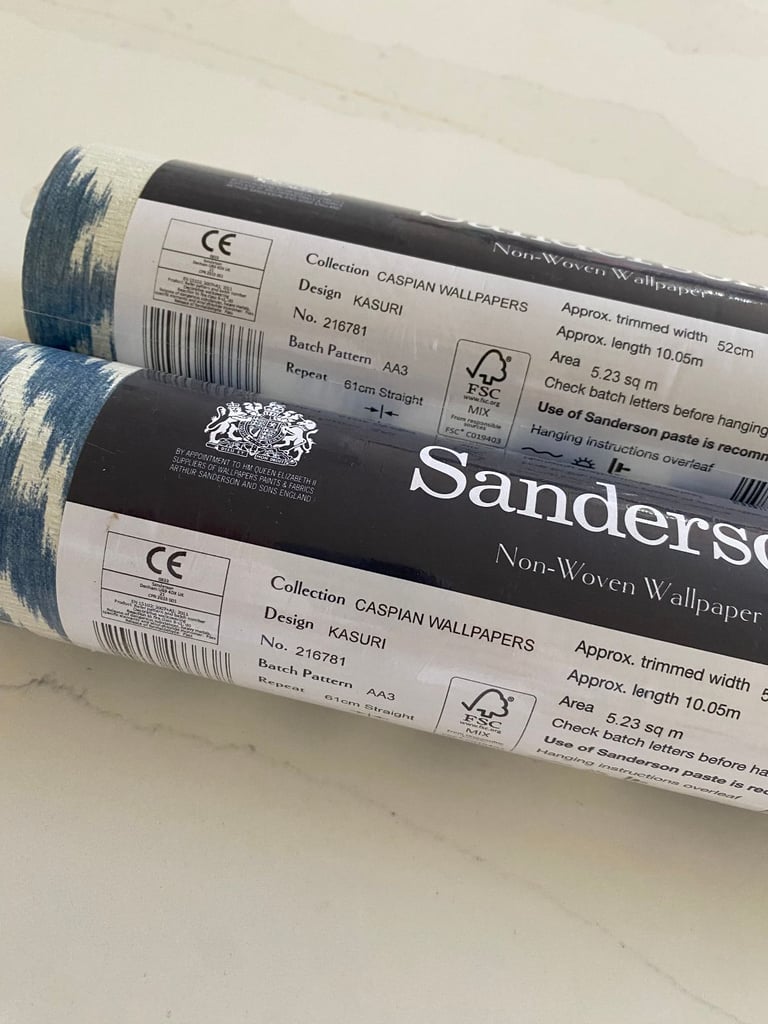 Sanderson
Non-Woven Wallpaper
CE
Collection CASPIAN WALLPAPERS
Design KASURI
No. 216781
Batch Pattern AA3
Repeat 61cm Straight
FSC
www.fsc.org
MIX
From responsible
sources
FSC® C019403
Approx. trimmed width 52cm
Approx. length 10.05m
Area 5.23 sq m
Check batch letters before hanging
Use of Sanderson paste is recomm
Hanging instructions overleaf
BY APPOINTMENT TO HM QUEEN ELIZABETH II
SUPPLIERS OF WALLPAPERS PAINTS & FABRICS
ARTHUR SANDERSON AND SONS ENGLAND
Sanderso
Non-Woven Wallpaper
CE
Collection CASPIAN WALLPAPERS
Design KASURI
No. 216781
Batch Pattern AA3
Repeat 61cm Straight
FSC
www.fsc.org
MIX
Approx. trimmed width 5
Approx. length 10.05m
Area 5.23 sq m
Check batch letters before ha
Use of Sanderson paste is rec
Hanging instructions overleaf